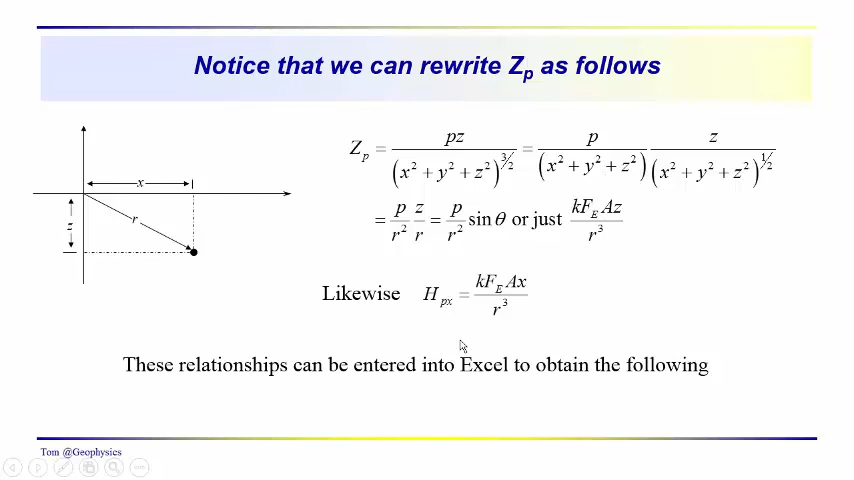 Notice that we can rewrite Zₚ as follows
x
r
z
Zₚ = pz / (x² + y² + z²)^(3/2) = p / (x² + y² + z²) z / (x² + y² + z²)^(1/2)
= p/r² z/r = p/r² sin θ or just kF_E Az / r³
Likewise H_px = kF_E Ax / r³
These relationships can be entered into Excel to obtain the following
Tom @Geophysics